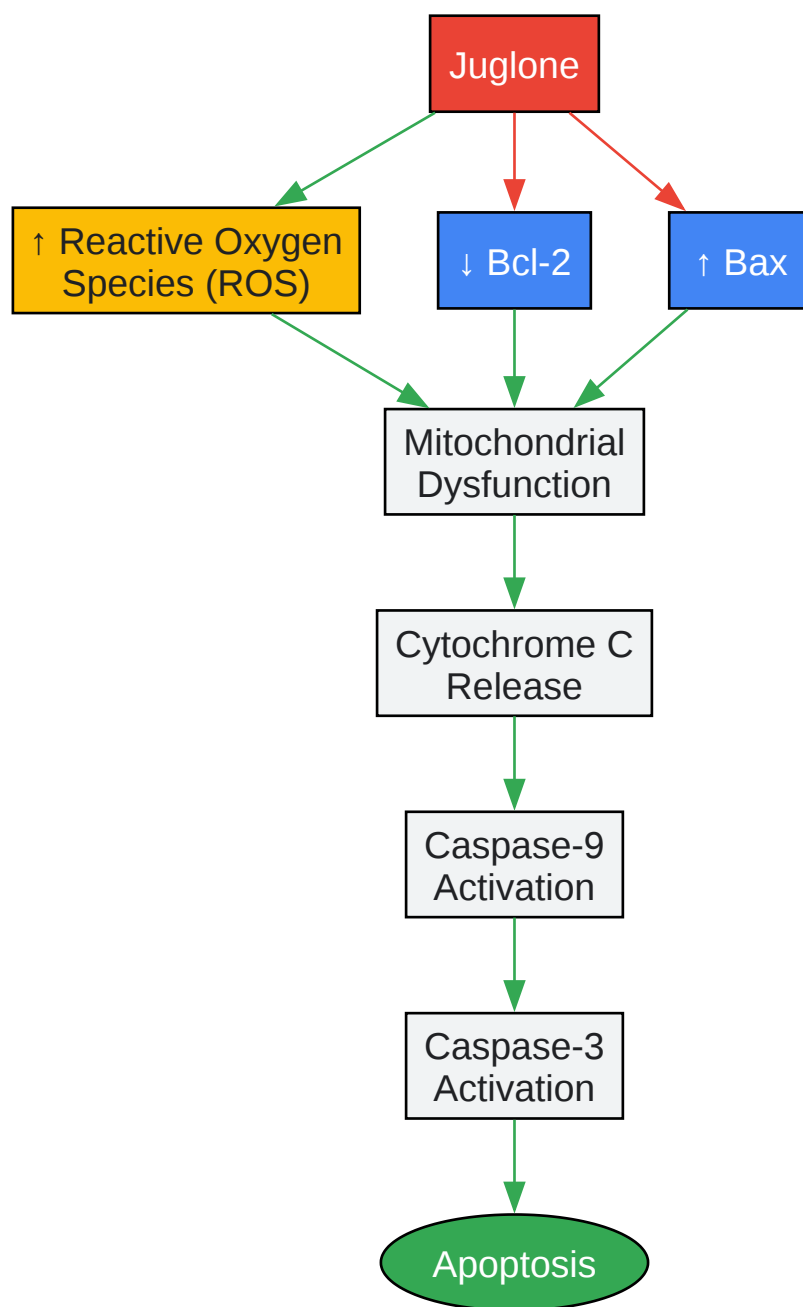 Juglone
↑ Reactive Oxygen
Species (ROS)
↓ Bcl-2
↑ Bax
Mitochondrial
Dysfunction
Cytochrome C
Release
Caspase-9
Activation
Caspase-3
Activation
Apoptosis